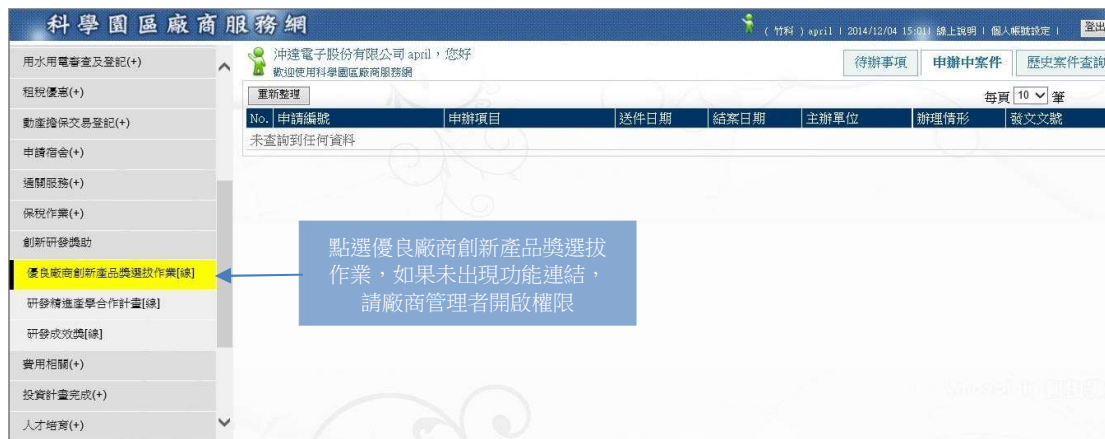 科學園區廠商服務網
( 竹科 ) april | 2014/12/04 15:01| 線上說明 | 個人帳號設定 |
登出
用水用電審查及登記(+)
租稅優惠(+)
動產擔保交易登記(+)
申請宿舍(+)
通關服務(+)
保稅作業(+)
創新研發獎助
優良廠商創新產品獎選拔作業[線]
研發精進產學合作計畫[線]
研發成效獎[線]
費用相關(+)
投資計畫完成(+)
人才培育(+)
沖達電子股份有限公司 april,您好
歡迎使用科學園區廠商服務網
待辦事項
申辦中案件
歷史案件查詢
重新整理
每頁 10 筆
No. 申請編號 申辦項目 送件日期 結案日期 主辦單位 辦理情形 發文文號
未查詢到任何資料
點選優良廠商創新產品獎選拔
作業,如果未出現功能連結,
請廠商管理者開啟權限